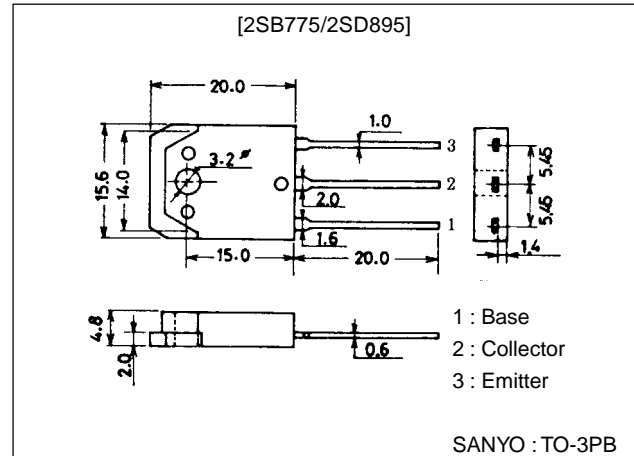 [2SB775/2SD895]
20.0
1.0
3
15.6
14.0
3.2ø
2
5.45
2.0
5.45
1
1.6
15.0
20.0
1.4
4.8
2.0
0.6
1 : Base
2 : Collector
3 : Emitter
SANYO : TO-3PB